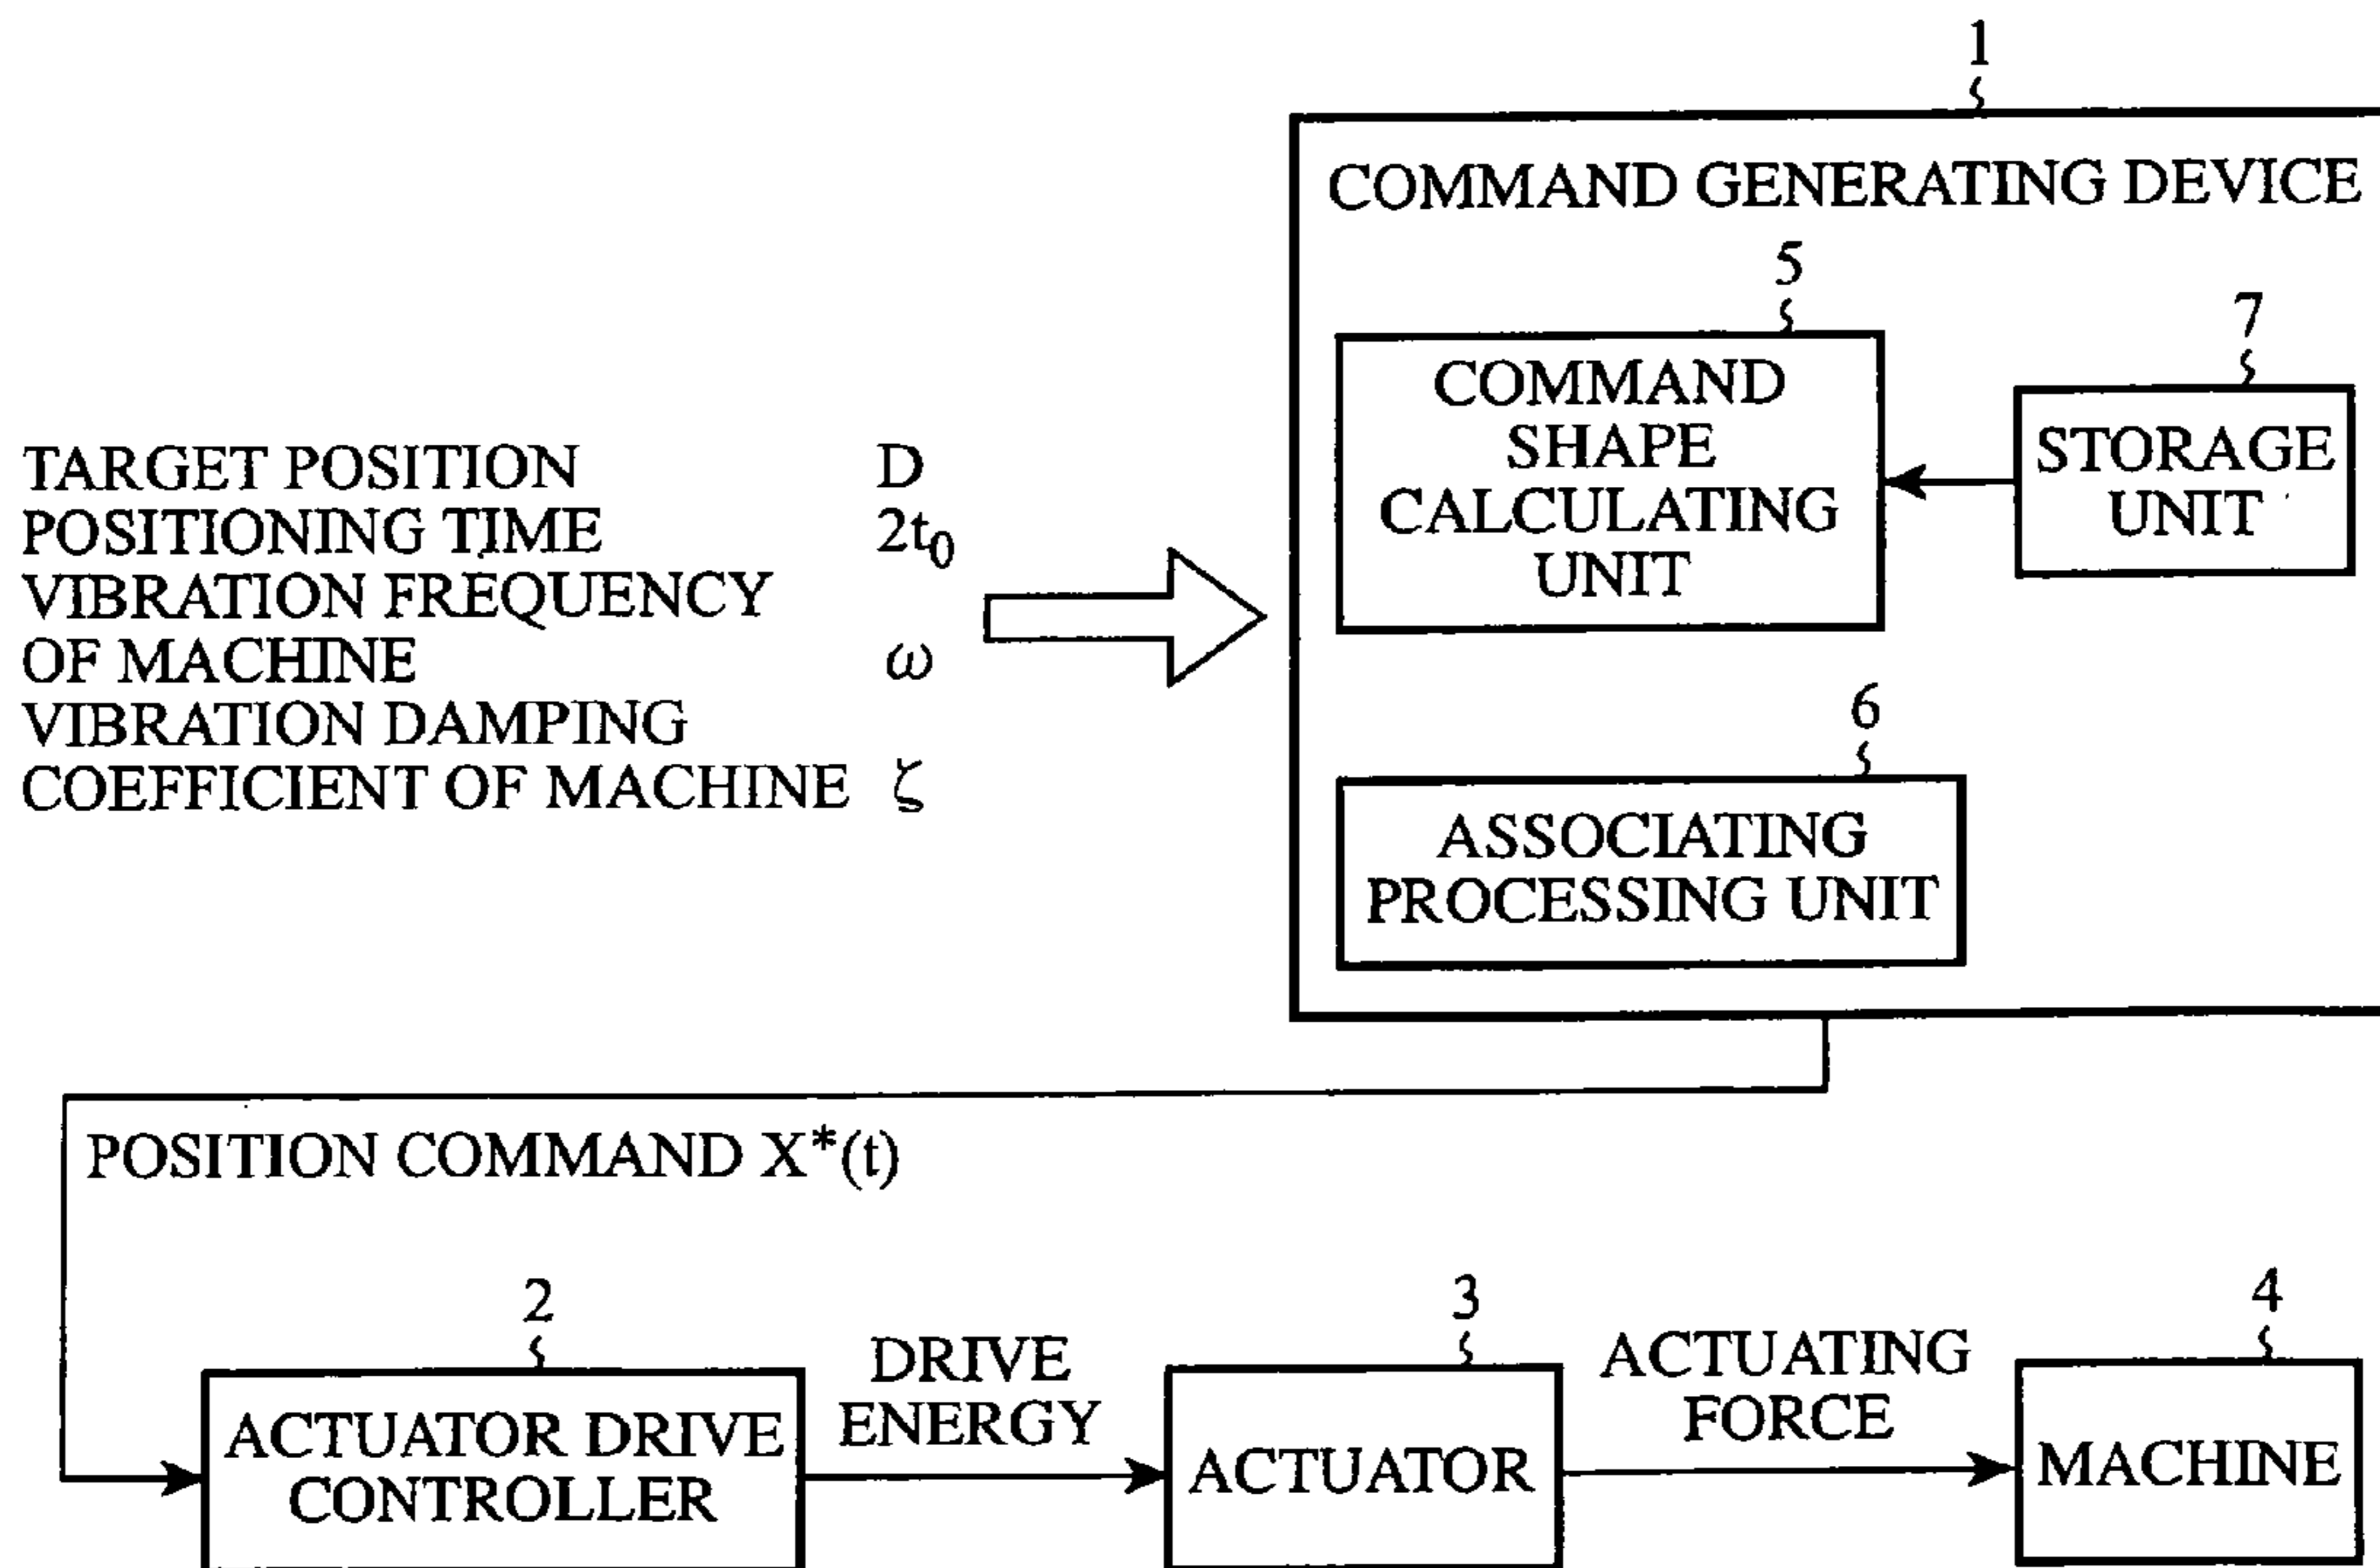 1
COMMAND GENERATING DEVICE
5
COMMAND
SHAPE
CALCULATING
UNIT
7
STORAGE
UNIT
TARGET POSITION D
POSITIONING TIME 2t₀
VIBRATION FREQUENCY
OF MACHINE ω
VIBRATION DAMPING
COEFFICIENT OF MACHINE ζ
6
ASSOCIATING
PROCESSING UNIT
POSITION COMMAND X*(t)
2
ACTUATOR DRIVE
CONTROLLER
DRIVE
ENERGY
3
ACTUATOR
ACTUATING
FORCE
4
MACHINE